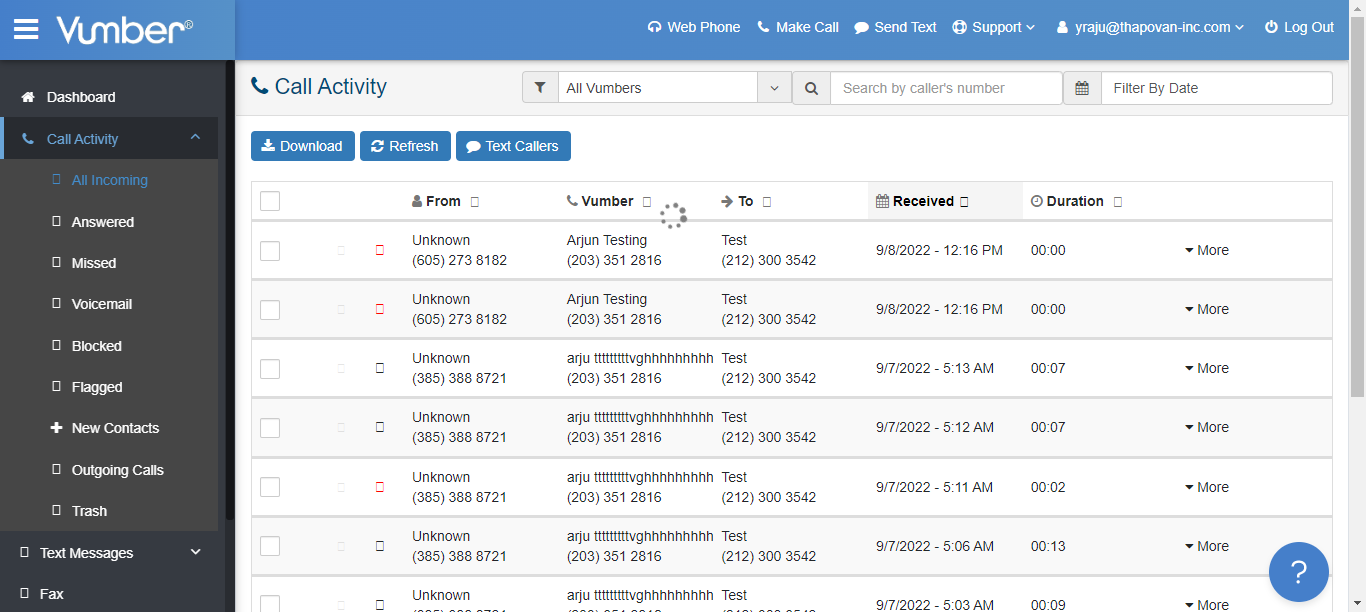 Vumber®
Web Phone
Make Call
Send Text
Support
yraju@thapovan-inc.com
Log Out
Dashboard
Call Activity
All Incoming
Answered
Missed
Voicemail
Blocked
Flagged
New Contacts
Outgoing Calls
Trash
Text Messages
Fax
Call Activity
All Vumbers
Search by caller's number
Filter By Date
Download
Refresh
Text Callers
From Vumber To Received Duration
Unknown Arjun Testing Test
9/8/2022 - 12:16 PM 00:00 More
(605) 273 8182 (203) 351 2816 (212) 300 3542
Unknown Arjun Testing Test
9/8/2022 - 12:16 PM 00:00 More
(605) 273 8182 (203) 351 2816 (212) 300 3542
Unknown arju tttttttttvghhhhhhhhh Test
9/7/2022 - 5:13 AM 00:07 More
(385) 388 8721 (203) 351 2816 (212) 300 3542
Unknown arju tttttttttvghhhhhhhhh Test
9/7/2022 - 5:12 AM 00:07 More
(385) 388 8721 (203) 351 2816 (212) 300 3542
Unknown arju tttttttttvghhhhhhhhh Test
9/7/2022 - 5:11 AM 00:02 More
(385) 388 8721 (203) 351 2816 (212) 300 3542
Unknown arju tttttttttvghhhhhhhhh Test
9/7/2022 - 5:06 AM 00:13 More
(385) 388 8721 (203) 351 2816 (212) 300 3542
Unknown arju tttttttttvghhhhhhhhh Test
9/7/2022 - 5:03 AM 00:09 More
?